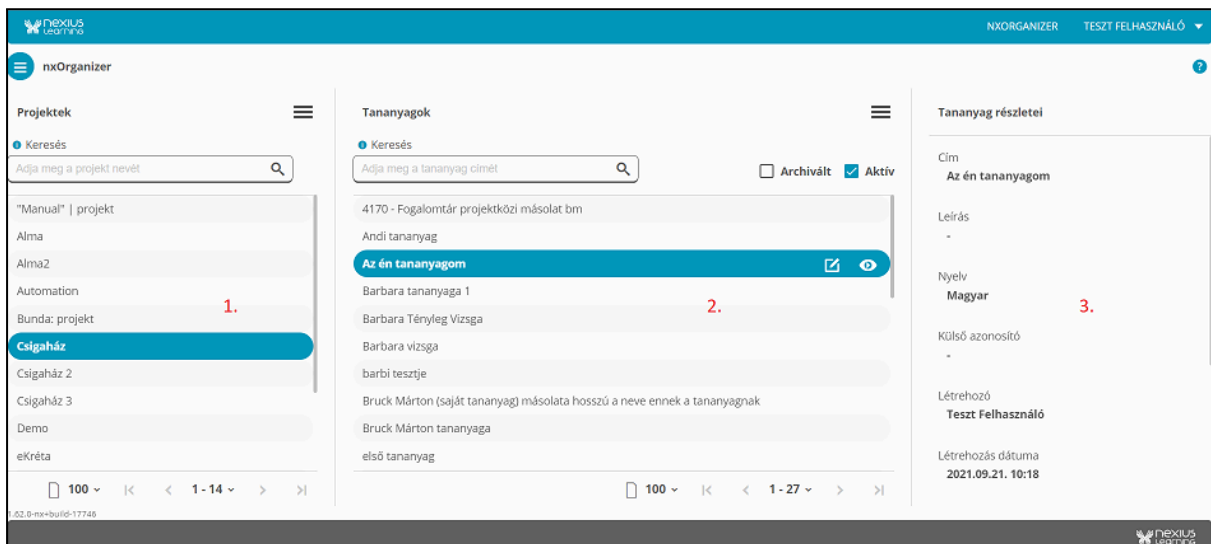 nexius
Learning
NXORGANIZER
TESZT FELHASZNÁLÓ
nxOrganizer
Projektek
Keresés
Adja meg a projekt nevét
"Manual" | projekt
Alma
Alma2
Automation
Bunda: projekt
1.
Csigaház
Csigaház 2
Csigaház 3
Demo
eKréta
100
1 - 14
Tananyagok
Keresés
Adja meg a tananyag címét
Archivált
Aktív
4170 - Fogalomtár projektközi másolat bm
Andi tananyag
Az én tananyagom
Barbara tananyaga 1
2.
Barbara Tényleg Vizsga
Barbara vizsga
barbi tesztje
Bruck Márton (saját tananyag) másolata hosszú a neve ennek a tananyagnak
Bruck Márton tananyaga
első tananyag
100
1 - 27
Tananyag részletei
Cím
Az én tananyagom
Leírás
-
Nyelv
Magyar
3.
Külső azonosító
-
Létrehozó
Teszt Felhasználó
Létrehozás dátuma
2021.09.21. 10:18
1.62.0-nx+build-17746
nexius
Learning